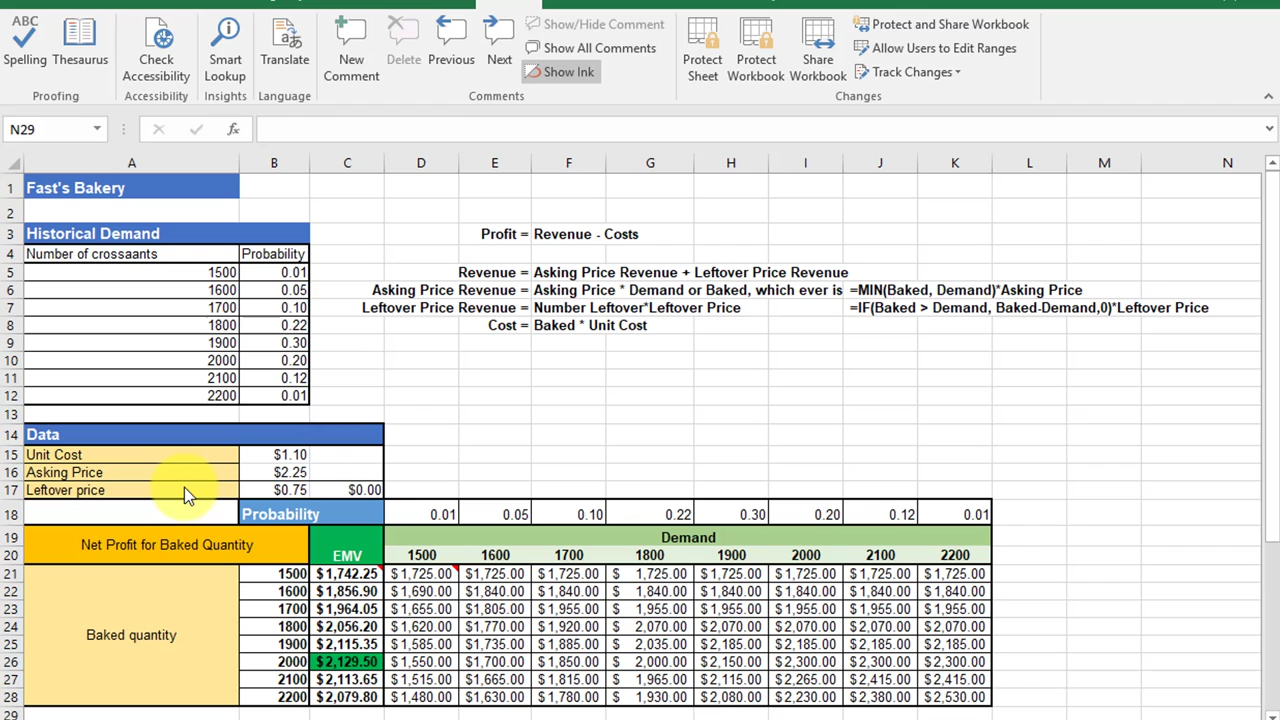 ABC
Spelling Thesaurus Check Accessibility Smart Lookup Translate New Comment Delete Previous Next Show/Hide Comment Show All Comments Show Ink Protect Sheet Protect Workbook Share Workbook Protect and Share Workbook Allow Users to Edit Ranges Track Changes
Proofing Accessibility Insights Language Comments Changes
N29 fx
A B C D E F G H I J K L M N
1 Fast's Bakery
2
3 Historical Demand Profit = Revenue - Costs
4 Number of crossaants Probability
5 1500 0.01 Revenue = Asking Price Revenue + Leftover Price Revenue
6 1600 0.05 Asking Price Revenue = Asking Price * Demand or Baked, which ever is =MIN(Baked, Demand)*Asking Price
7 1700 0.10 Leftover Price Revenue = Number Leftover*Leftover Price =IF(Baked > Demand, Baked-Demand,0)*Leftover Price
8 1800 0.22 Cost = Baked * Unit Cost
9 1900 0.30
10 2000 0.20
11 2100 0.12
12 2200 0.01
13
14 Data
15 Unit Cost $1.10
16 Asking Price $2.25
17 Leftover price $0.75 $0.00
18 Probability 0.01 0.05 0.10 0.22 0.30 0.20 0.12 0.01
19 Net Profit for Baked Quantity Demand
20 EMV 1500 1600 1700 1800 1900 2000 2100 2200
21 1500 $1,742.25 $1,725.00 $1,725.00 $1,725.00 $ 1,725.00 $1,725.00 $1,725.00 $1,725.00 $1,725.00
22 1600 $1,856.90 $1,690.00 $1,840.00 $1,840.00 $ 1,840.00 $1,840.00 $1,840.00 $1,840.00 $1,840.00
23 1700 $1,964.05 $1,655.00 $1,805.00 $1,955.00 $ 1,955.00 $1,955.00 $1,955.00 $1,955.00 $1,955.00
24 Baked quantity 1800 $2,056.20 $1,620.00 $1,770.00 $1,920.00 $ 2,070.00 $2,070.00 $2,070.00 $2,070.00 $2,070.00
25 1900 $2,115.35 $1,585.00 $1,735.00 $1,885.00 $ 2,035.00 $2,185.00 $2,185.00 $2,185.00 $2,185.00
26 2000 $2,129.50 $1,550.00 $1,700.00 $1,850.00 $ 2,000.00 $2,150.00 $2,300.00 $2,300.00 $2,300.00
27 2100 $2,113.65 $1,515.00 $1,665.00 $1,815.00 $ 1,965.00 $2,115.00 $2,265.00 $2,415.00 $2,415.00
28 2200 $2,079.80 $1,480.00 $1,630.00 $1,780.00 $ 1,930.00 $2,080.00 $2,230.00 $2,380.00 $2,530.00
29